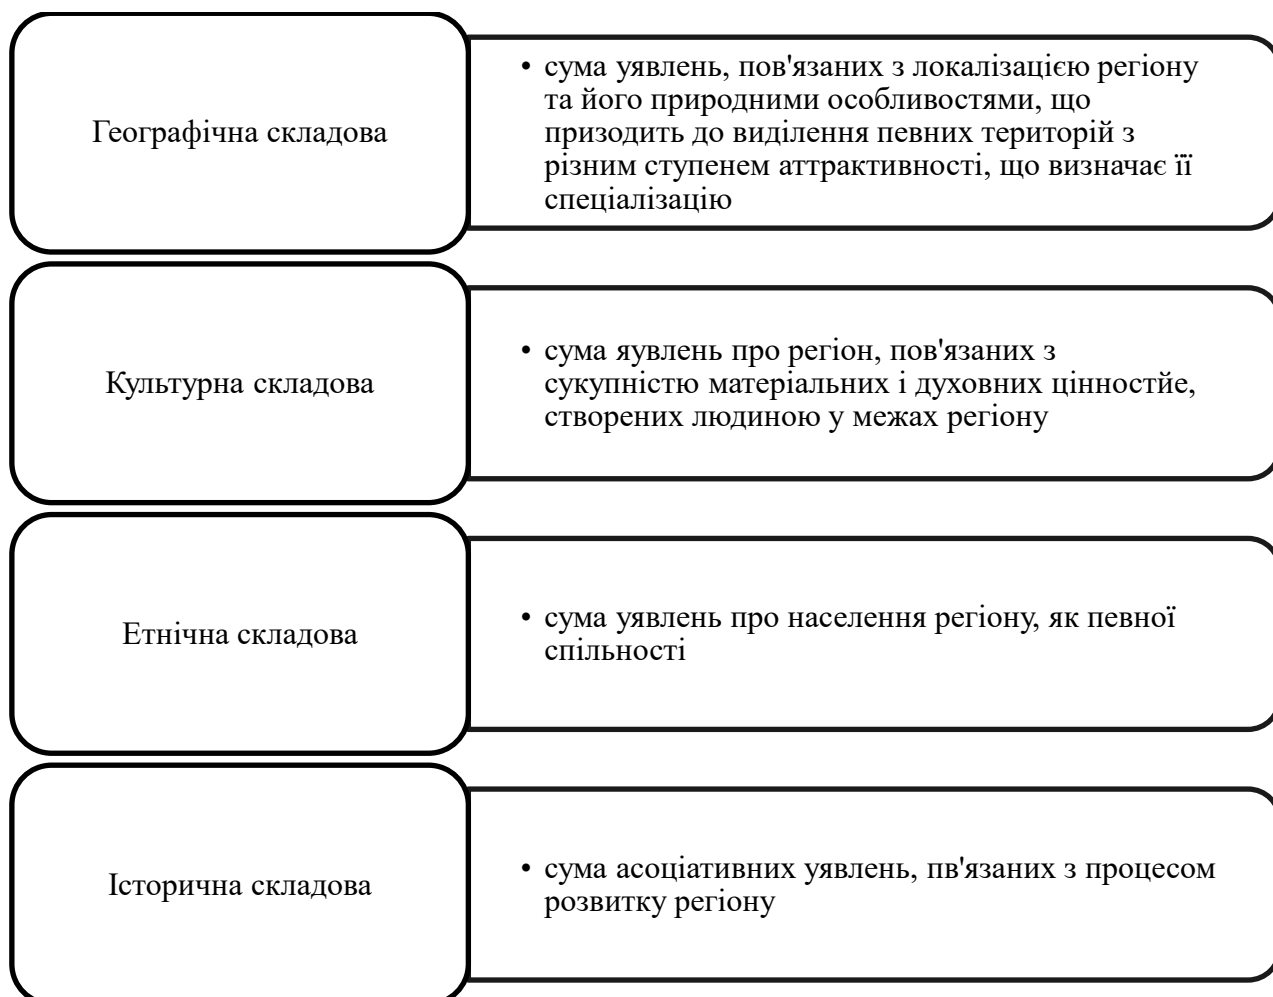 Географічна складова
• сума уявлень, пов'язаних з локалізацією регіону
та його природними особливостями, що
призодить до виділення певних територій з
різним ступенем аттрактивності, що визначає її
спеціалізацію
Культурна складова
• сума яувлень про регіон, пов'язаних з
сукупністю матеріальних і духовних цінностйе,
створених людиною у межах регіону
Етнічна складова
• сума уявлень про населення регіону, як певної
спільності
Історична складова
• сума асоціативних уявлень, пв'язаних з процесом
розвитку регіону